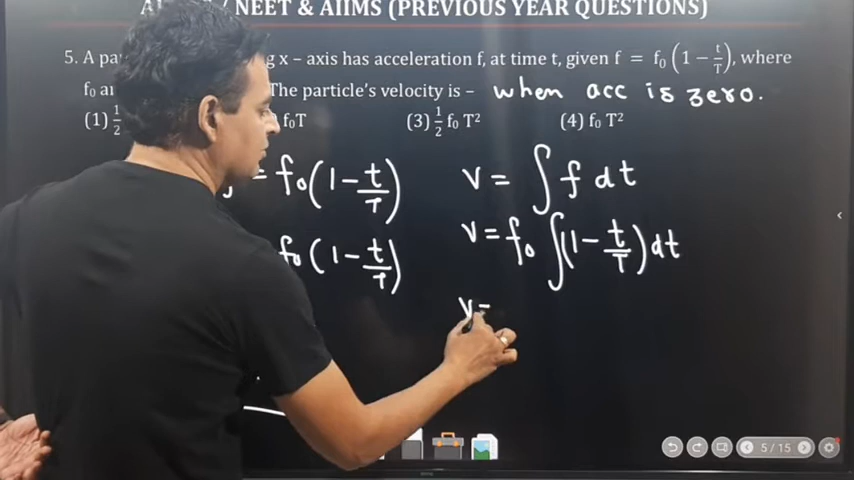 / NEET & AIIMS (PREVIOUS YEAR QUESTIONS)
5. A x – axis has acceleration f, at time t, given f = f₀ (1 − t/T), where
f₀ The particle's velocity is – when acc is zero.
(1) 1/2 f₀T (3) 1/2 f₀ T² (4) f₀ T²
= f₀(1 − t/T) v = ∫ f dt
f₀(1 − t/T) v = f₀ ∫(1 − t/T) dt
v =
5 / 15